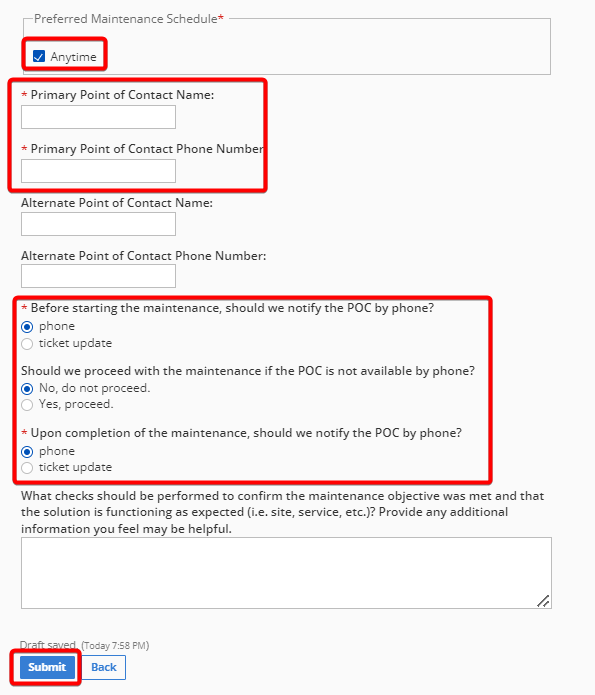 Preferred Maintenance Schedule*
Anytime
* Primary Point of Contact Name:
* Primary Point of Contact Phone Number
Alternate Point of Contact Name:
Alternate Point of Contact Phone Number:
* Before starting the maintenance, should we notify the POC by phone?
phone
ticket update
Should we proceed with the maintenance if the POC is not available by phone?
No, do not proceed.
Yes, proceed.
* Upon completion of the maintenance, should we notify the POC by phone?
phone
ticket update
What checks should be performed to confirm the maintenance objective was met and that
the solution is functioning as expected (i.e. site, service, etc.)? Provide any additional
information you feel may be helpful.
Draft saved (Today 7:58 PM)
Submit Back